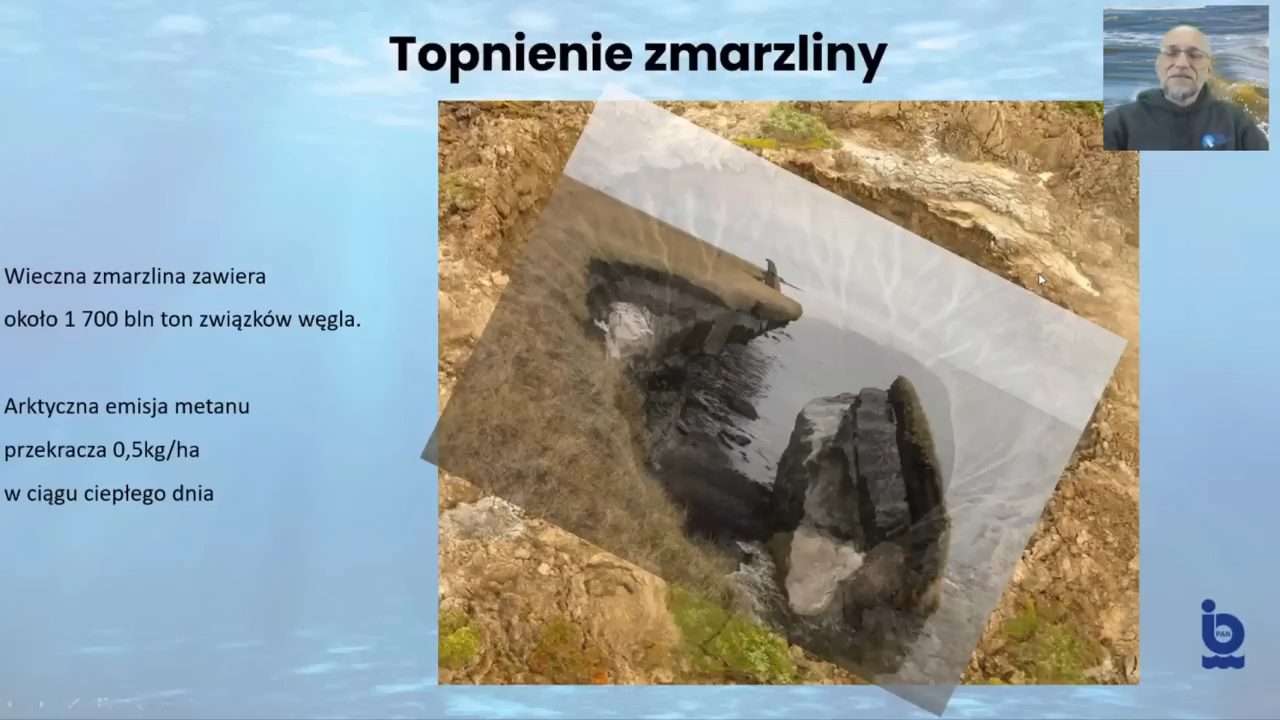 Topnienie zmarzliny
Wieczna zmarzlina zawiera
około 1 700 bln ton związków węgla.
Arktyczna emisja metanu
przekracza 0,5kg/ha
w ciągu ciepłego dnia
PAN